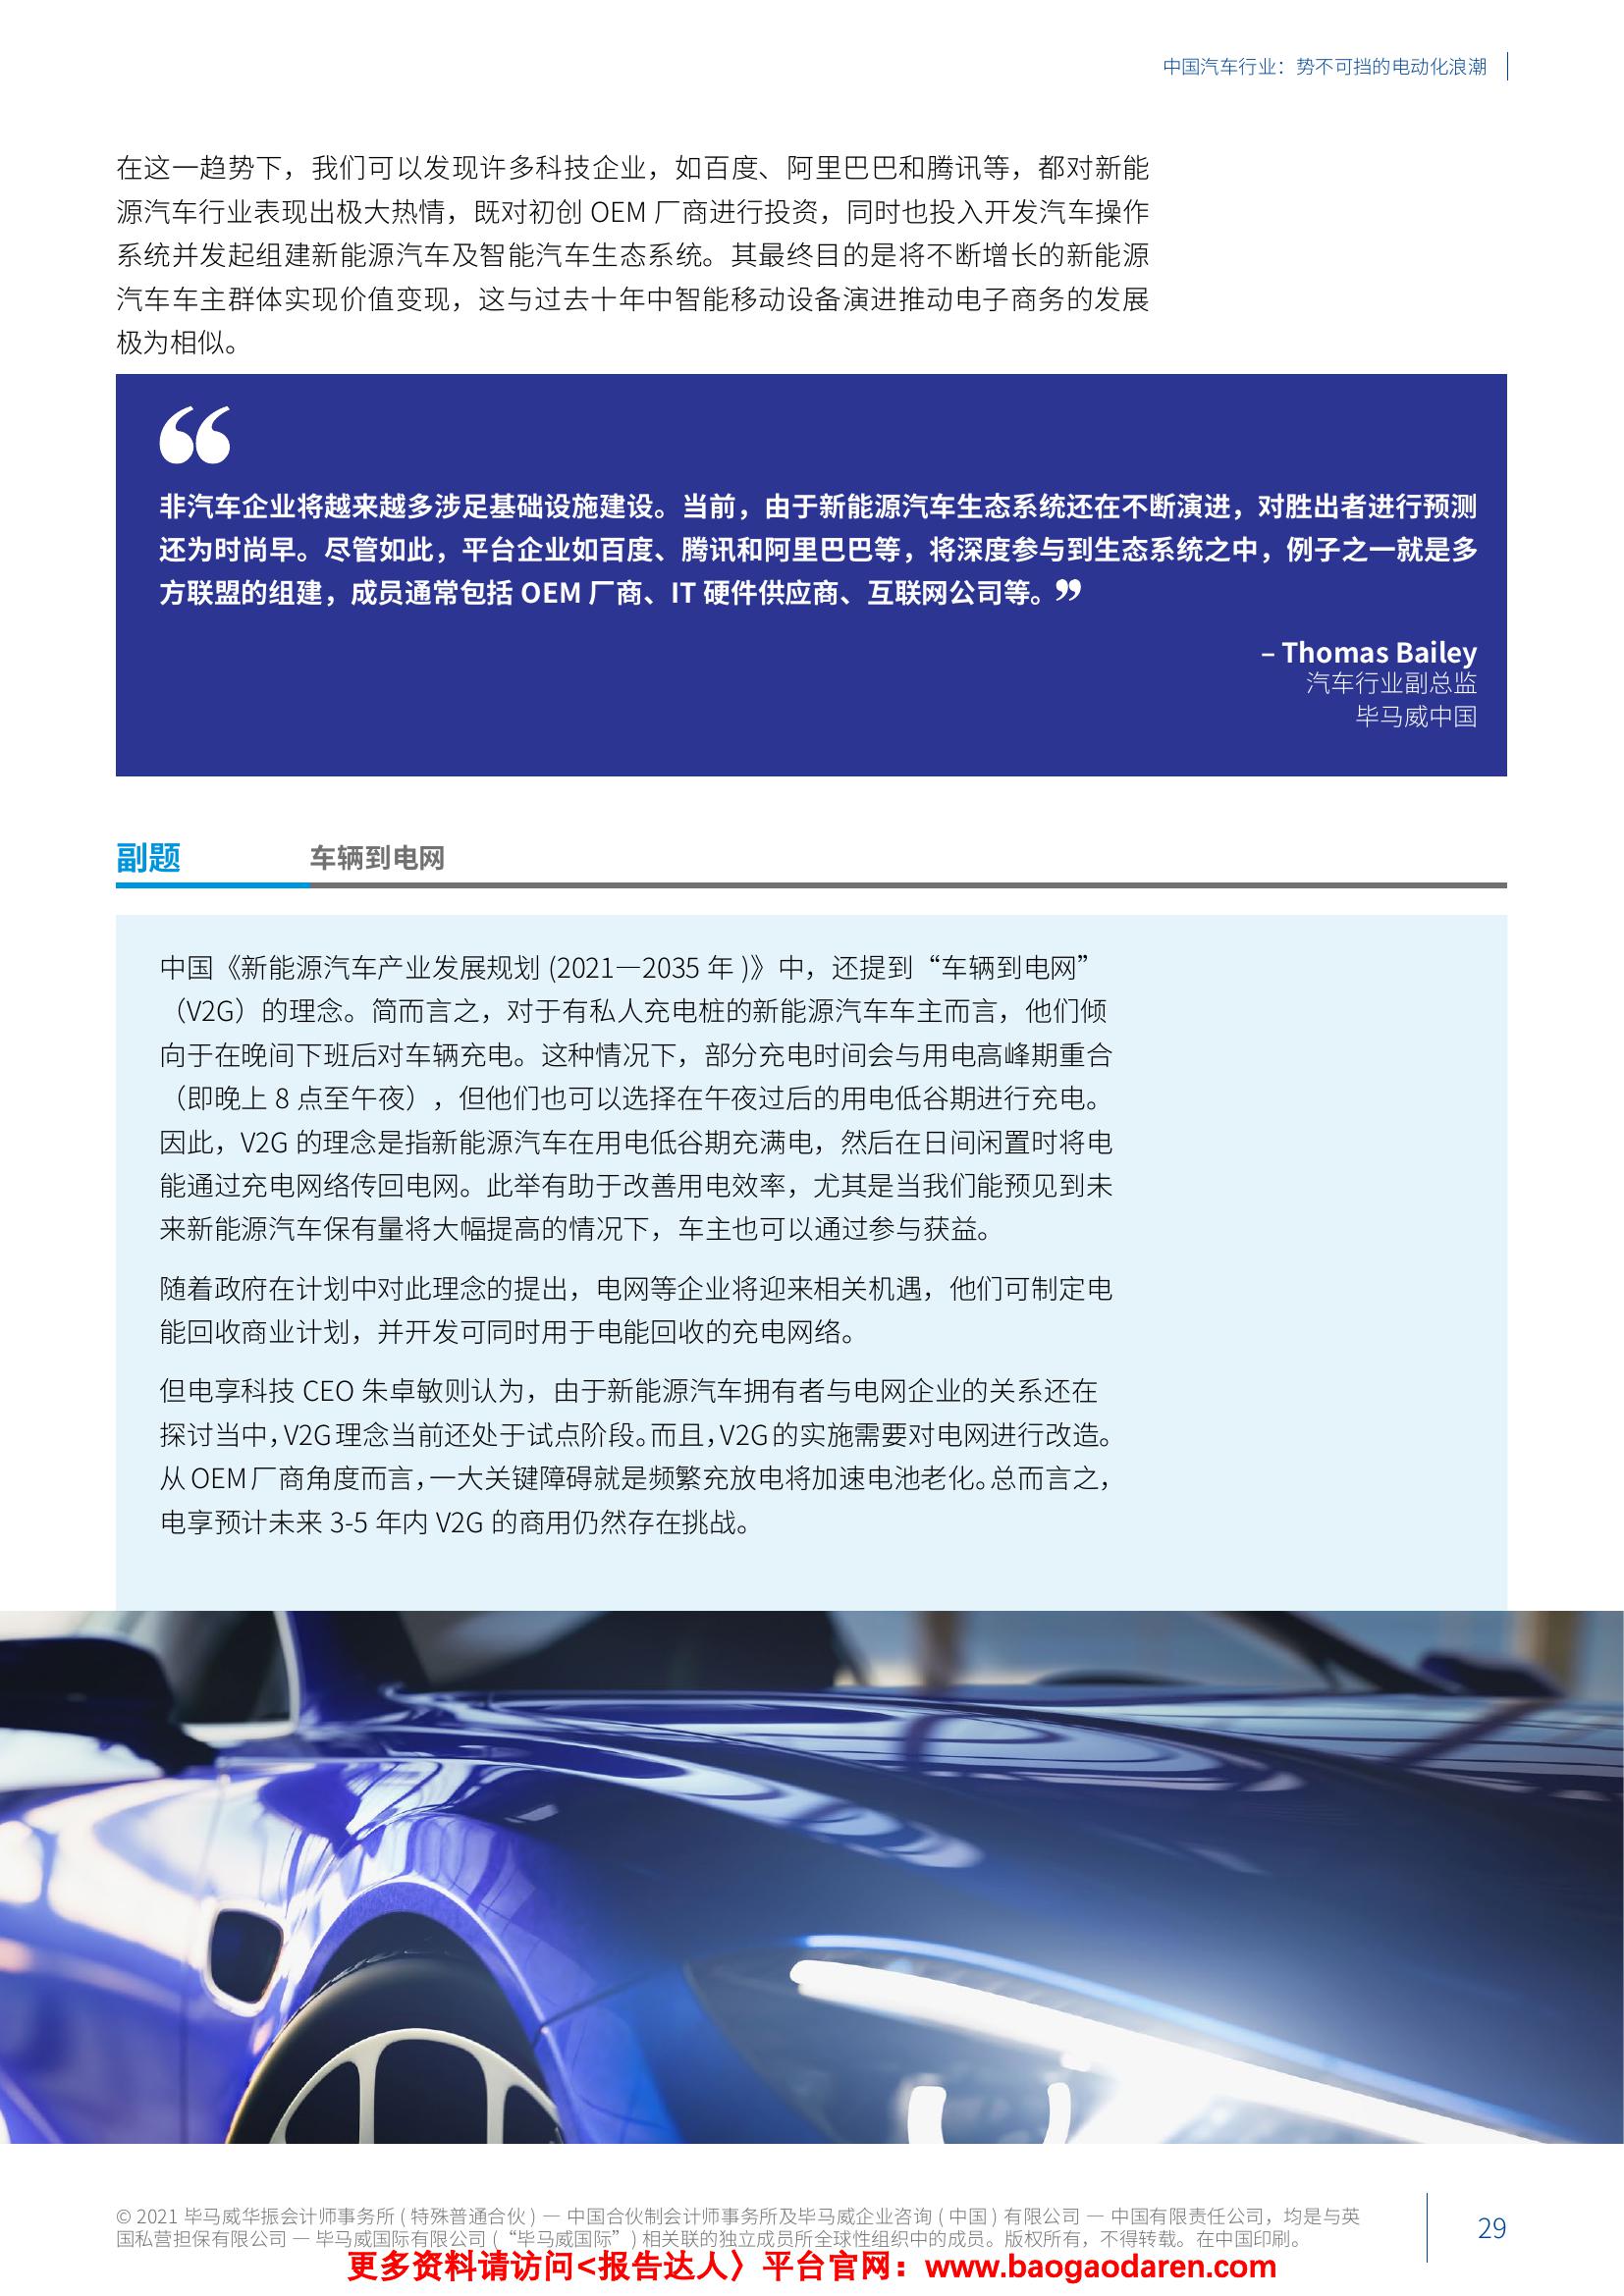 中国汽车行业：势不可挡的电动化浪潮
在这一趋势下，我们可以发现许多科技企业，如百度、阿里巴巴和腾讯等，都对新能
源汽车行业表现出极大热情，既对初创 OEM 厂商进行投资，同时也投入开发汽车操作
系统并发起组建新能源汽车及智能汽车生态系统。其最终目的是将不断增长的新能源
汽车车主群体实现价值变现，这与过去十年中智能移动设备演进推动电子商务的发展
极为相似。
“
非汽车企业将越来越多涉足基础设施建设。当前，由于新能源汽车生态系统还在不断演进，对胜出者进行预测
还为时尚早。尽管如此，平台企业如百度、腾讯和阿里巴巴等，将深度参与到生态系统之中，例子之一就是多
方联盟的组建，成员通常包括 OEM 厂商、IT 硬件供应商、互联网公司等。”
– Thomas Bailey
汽车行业副总监
毕马威中国
副题 车辆到电网
中国《新能源汽车产业发展规划 (2021—2035 年 )》中，还提到“车辆到电网”
（V2G）的理念。简而言之，对于有私人充电桩的新能源汽车车主而言，他们倾
向于在晚间下班后对车辆充电。这种情况下，部分充电时间会与用电高峰期重合
（即晚上 8 点至午夜），但他们也可以选择在午夜过后的用电低谷期进行充电。
因此，V2G 的理念是指新能源汽车在用电低谷期充满电，然后在日间闲置时将电
能通过充电网络传回电网。此举有助于改善用电效率，尤其是当我们能预见到未
来新能源汽车保有量将大幅提高的情况下，车主也可以通过参与获益。
随着政府在计划中对此理念的提出，电网等企业将迎来相关机遇，他们可制定电
能回收商业计划，并开发可同时用于电能回收的充电网络。
但电享科技 CEO 朱卓敏则认为，由于新能源汽车拥有者与电网企业的关系还在
探讨当中，V2G理念当前还处于试点阶段。而且，V2G的实施需要对电网进行改造。
从OEM厂商角度而言，一大关键障碍就是频繁充放电将加速电池老化。总而言之，
电享预计未来 3-5 年内 V2G 的商用仍然存在挑战。
© 2021 毕马威华振会计师事务所 ( 特殊普通合伙 ) — 中国合伙制会计师事务所及毕马威企业咨询 ( 中国 ) 有限公司 — 中国有限责任公司，均是与英
国私营担保有限公司 — 毕马威国际有限公司 (“毕马威国际”) 相关联的独立成员所全球性组织中的成员。版权所有，不得转载。在中国印刷。
29
更多资料请访问<报告达人〉平台官网：www.baogaodaren.com